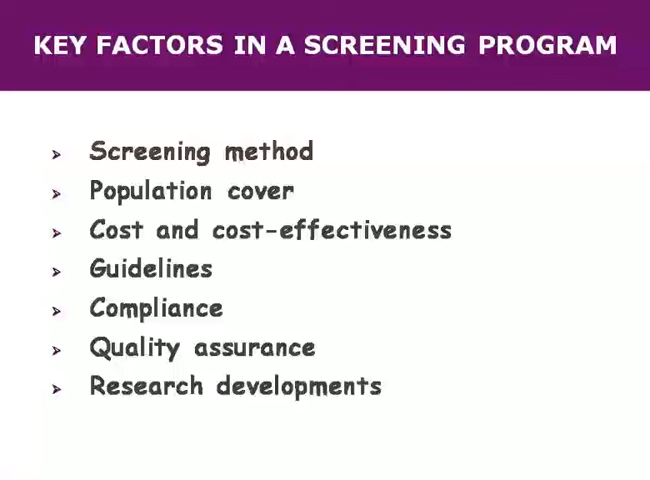 KEY FACTORS IN A SCREENING PROGRAM
Screening method
Population cover
Cost and cost-effectiveness
Guidelines
Compliance
Quality assurance
Research developments